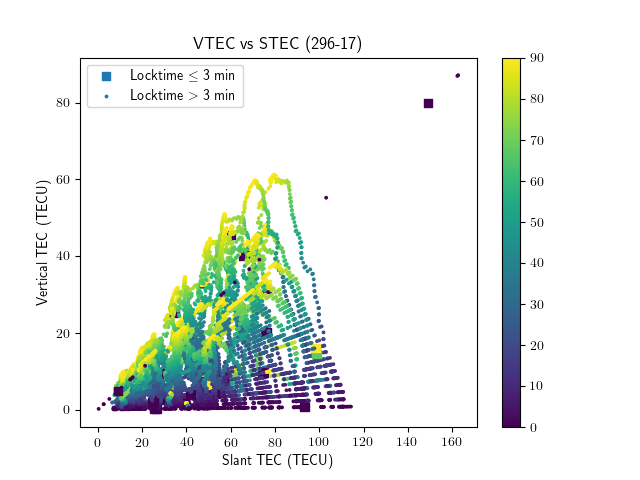 VTEC vs STEC (296-17)
Locktime ≤ 3 min
Locktime > 3 min
Vertical TEC (TECU)
80
60
40
20
0
0 20 40 60 80 100 120 140 160
Slant TEC (TECU)
90
80
70
60
50
40
30
20
10
0